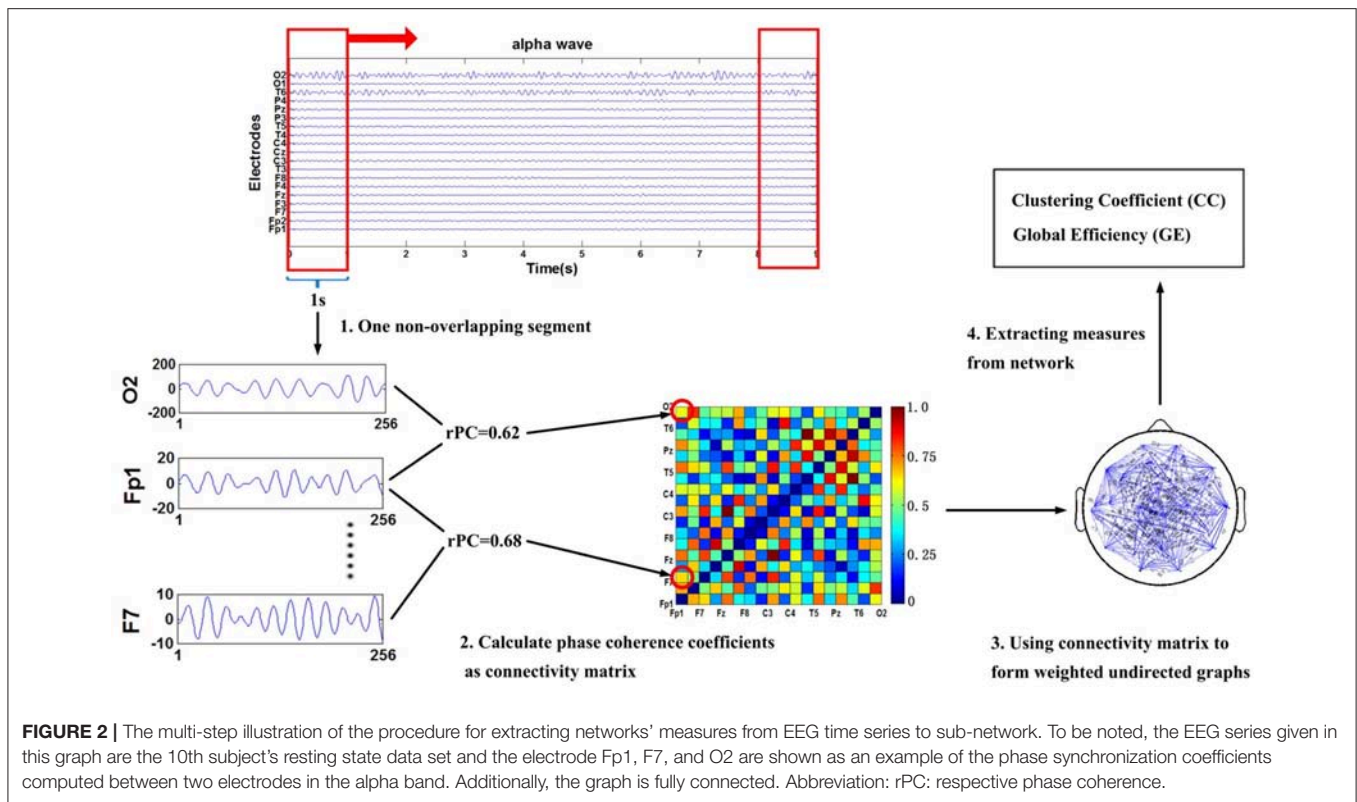 alpha wave
Electrodes
O2
O1
T6
P4
Pz
P3
T5
T4
C4
Cz
C3
T3
F8
F4
Fz
F3
F7
Fp2
Fp1
0 1 2 3 4 5 6 7 8 9
Time(s)
1s
1. One non-overlapping segment
O2
200
0
-200
1 256
Fp1
20
0
-20
1 256
F7
10
0
-10
1 256
rPC=0.62
rPC=0.68
2. Calculate phase coherence coefficients
as connectivity matrix
O2
T6
Pz
T5
C4
C3
F8
Fz
F7
Fp1
Fp1 F7 Fz F8 C3 C4 T5 Pz T6 O2
1.0
0.75
0.5
0.25
0
3. Using connectivity matrix to
form weighted undirected graphs
4. Extracting measures
from network
Clustering Coefficient (CC)
Global Efficiency (GE)
FIGURE 2 | The multi-step illustration of the procedure for extracting networks’ measures from EEG time series to sub-network. To be noted, the EEG series given in
this graph are the 10th subject’s resting state data set and the electrode Fp1, F7, and O2 are shown as an example of the phase synchronization coefficients
computed between two electrodes in the alpha band. Additionally, the graph is fully connected. Abbreviation: rPC: respective phase coherence.